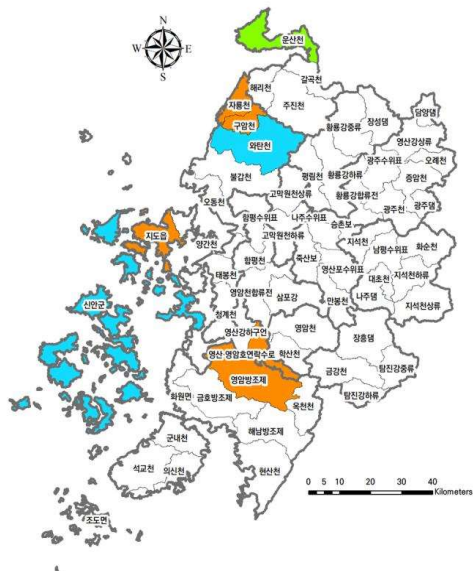 N
W
E
S
운산천
해리천
갈곡천
자룡천
주진천
구암천
와탄천
황룡강중류
장성댐
담양댐
영산강상류
광주수위표
오례천
불갑천
평림천
황룡강하류
증암천
고막원천상류
황룡강합류전
광주천
광주댐
오동천
함평수위표
나주수위표
승촌보
지도읍
양간천
고막원천하류
지석천
남평수위표
화순천
함평천
죽산보
영산포수위표
태봉천
대초천
지석천하류
신안군
영암천합류전
삼포강
만봉천
나주댐
지석천상류
청계천
영산강하구언
영암천
장흥댐
영산
영암호연락수로
학산천
금강천
탐진강중류
영암방조제
화원면
금호방조제
옥천천
탐진강하류
군내천
해남방조제
석교천
의신천
현산천
조도면
0
5
10
20
30
40
Kilometers